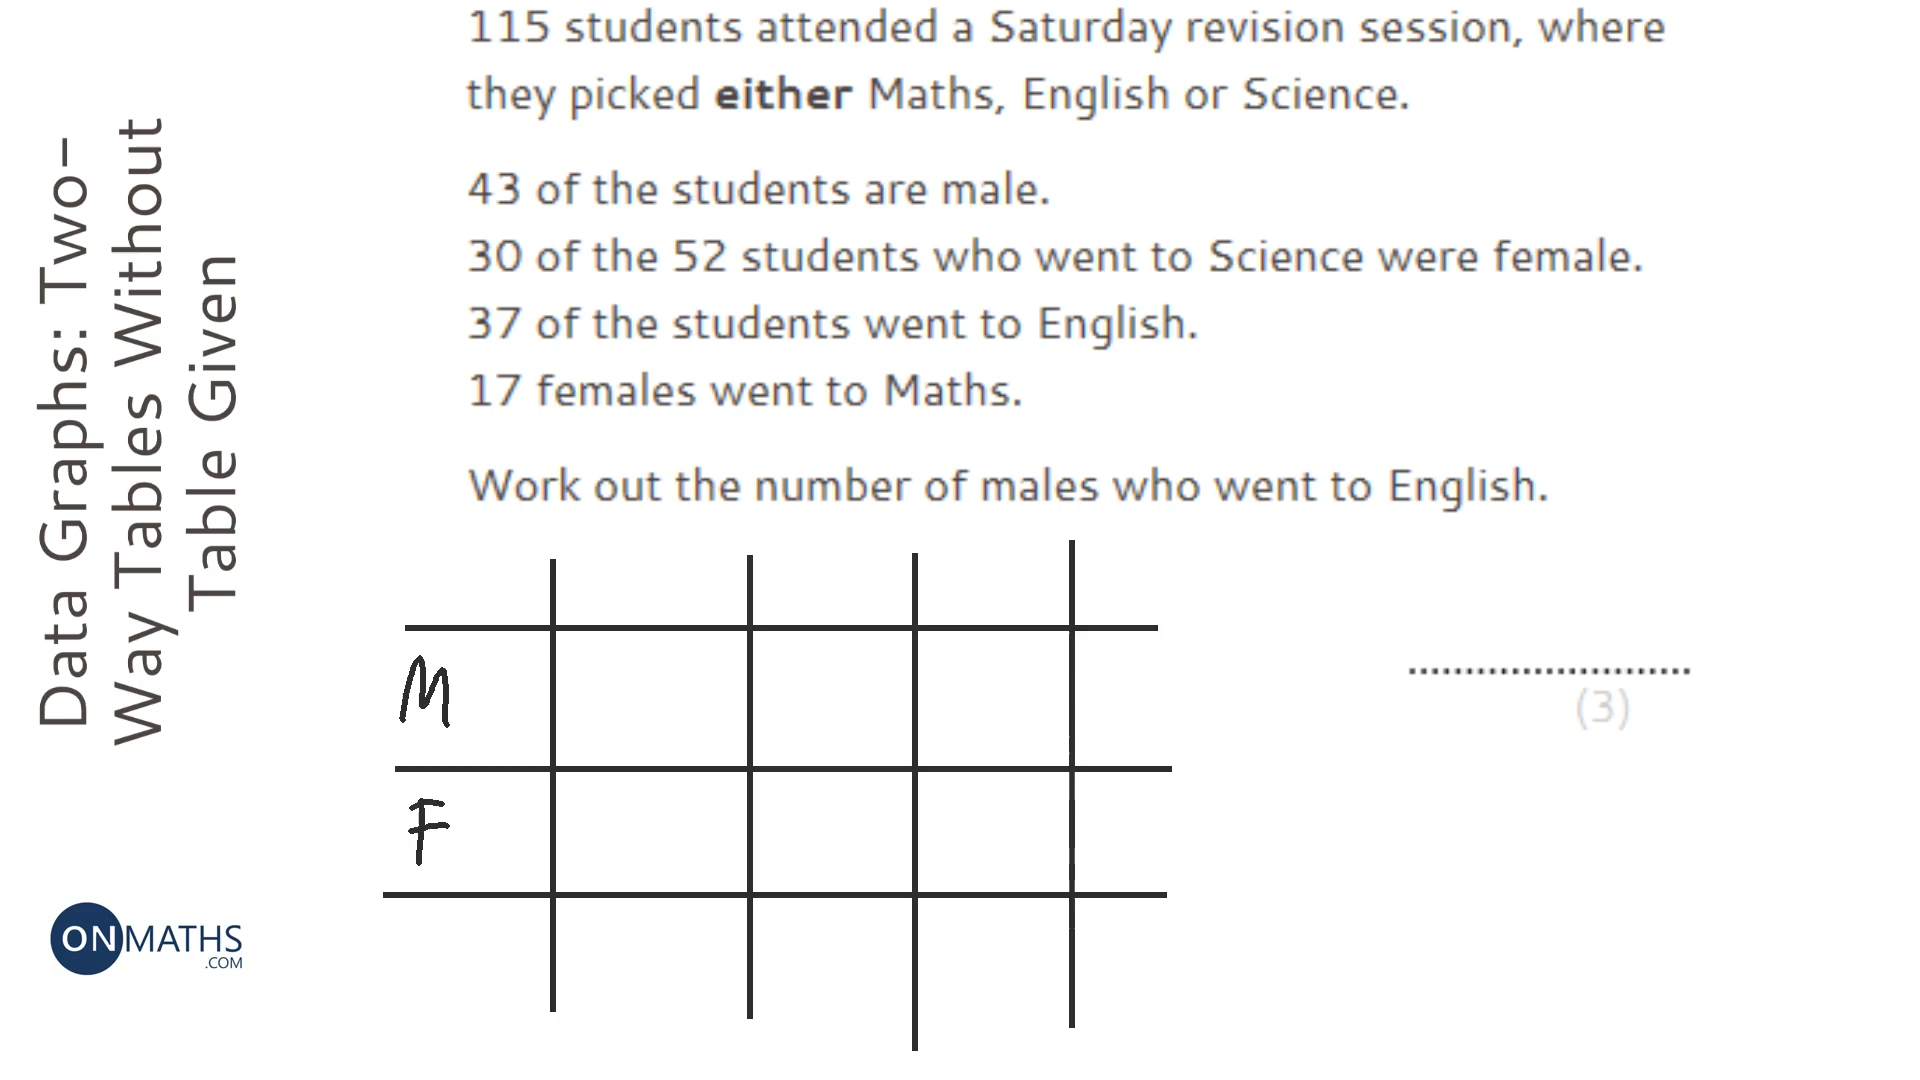 Data Graphs: Two-
Way Tables Without
Table Given
115 students attended a Saturday revision session, where
they picked either Maths, English or Science.
43 of the students are male.
30 of the 52 students who went to Science were female.
37 of the students went to English.
17 females went to Maths.
Work out the number of males who went to English.
M
F
(3)
ONMATHS
.COM